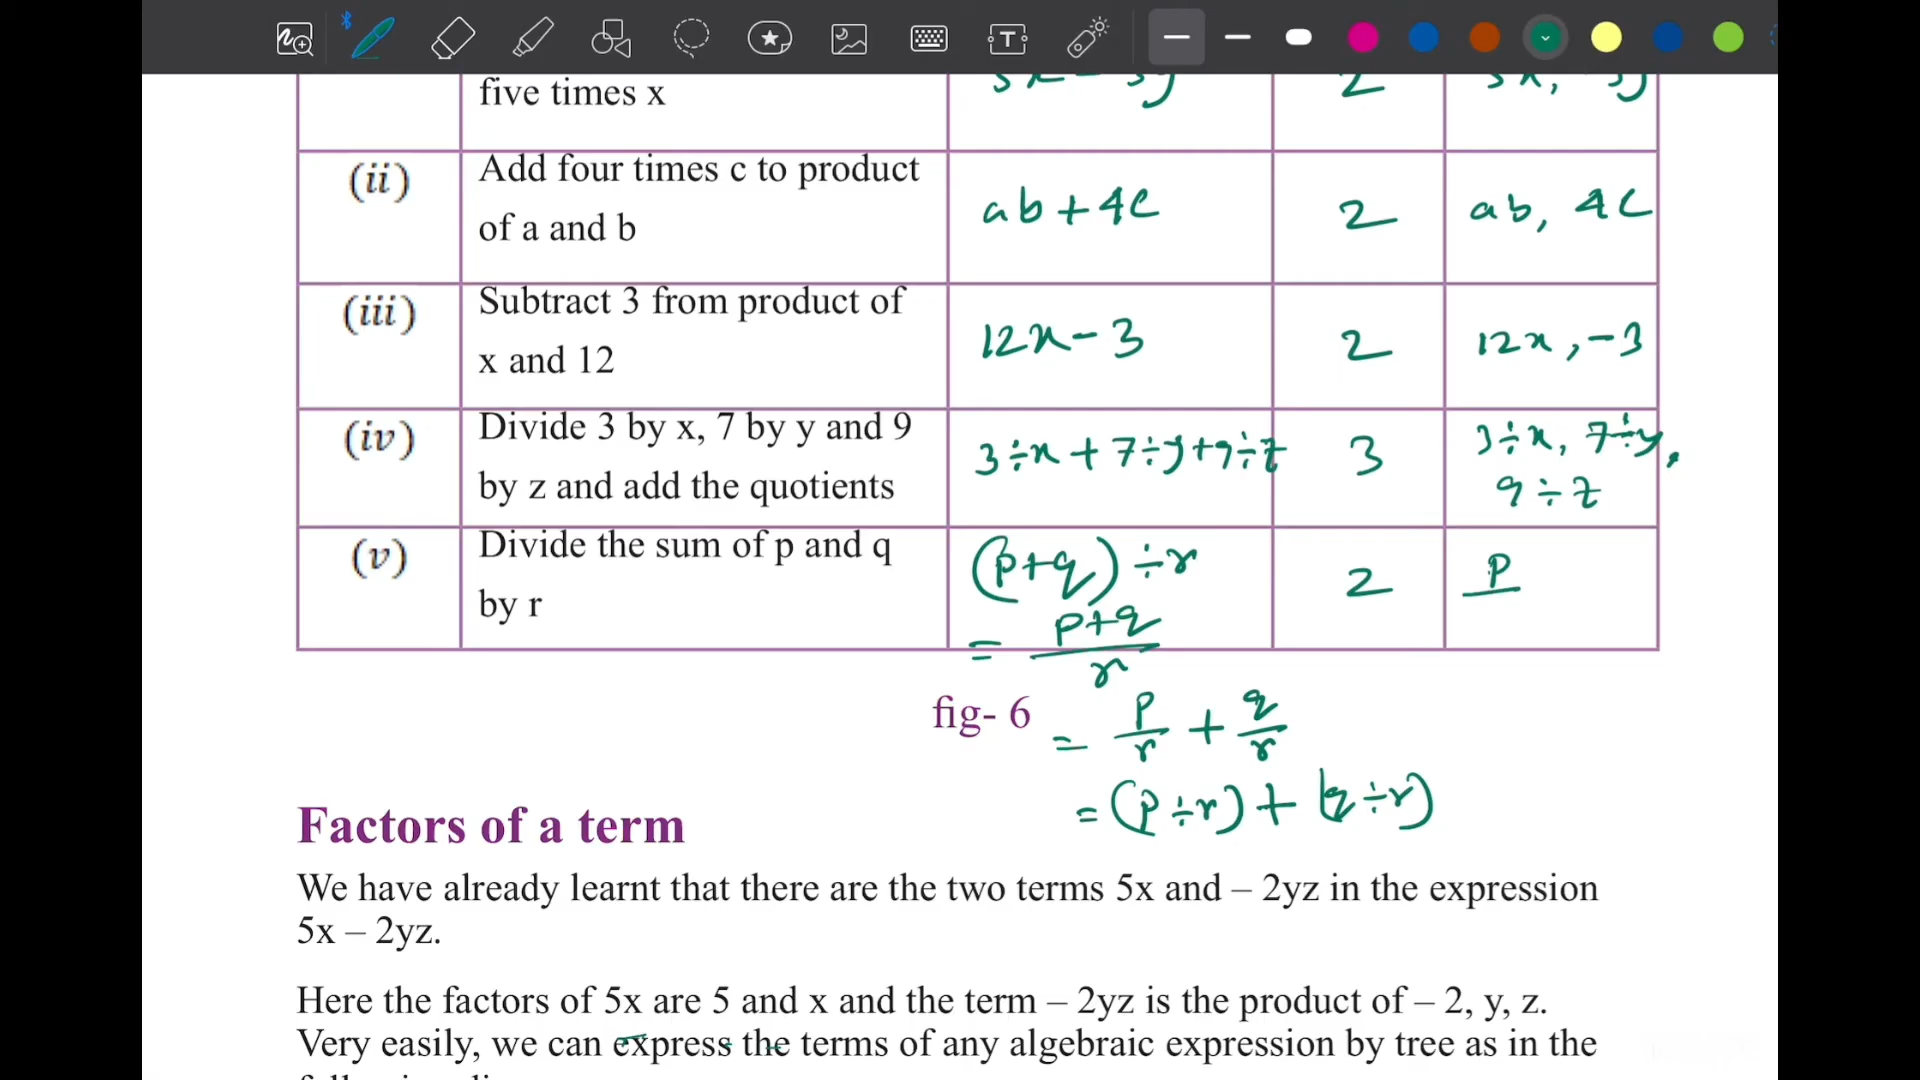 five times x
(ii) Add four times c to product of a and b ab + 4c 2 ab, 4c
(iii) Subtract 3 from product of x and 12 12x - 3 2 12x, -3
(iv) Divide 3 by x, 7 by y and 9 by z and add the quotients 3÷x + 7÷y + 9÷z 3 3÷x, 7÷y, 9÷z
(v) Divide the sum of p and q by r (p+q) ÷ r 2 p
= p+q / r
fig- 6
= p/r + q/r
= (p÷r) + (q÷r)
Factors of a term
We have already learnt that there are the two terms 5x and – 2yz in the expression
5x – 2yz.
Here the factors of 5x are 5 and x and the term – 2yz is the product of – 2, y, z.
Very easily, we can express the terms of any algebraic expression by tree as in the